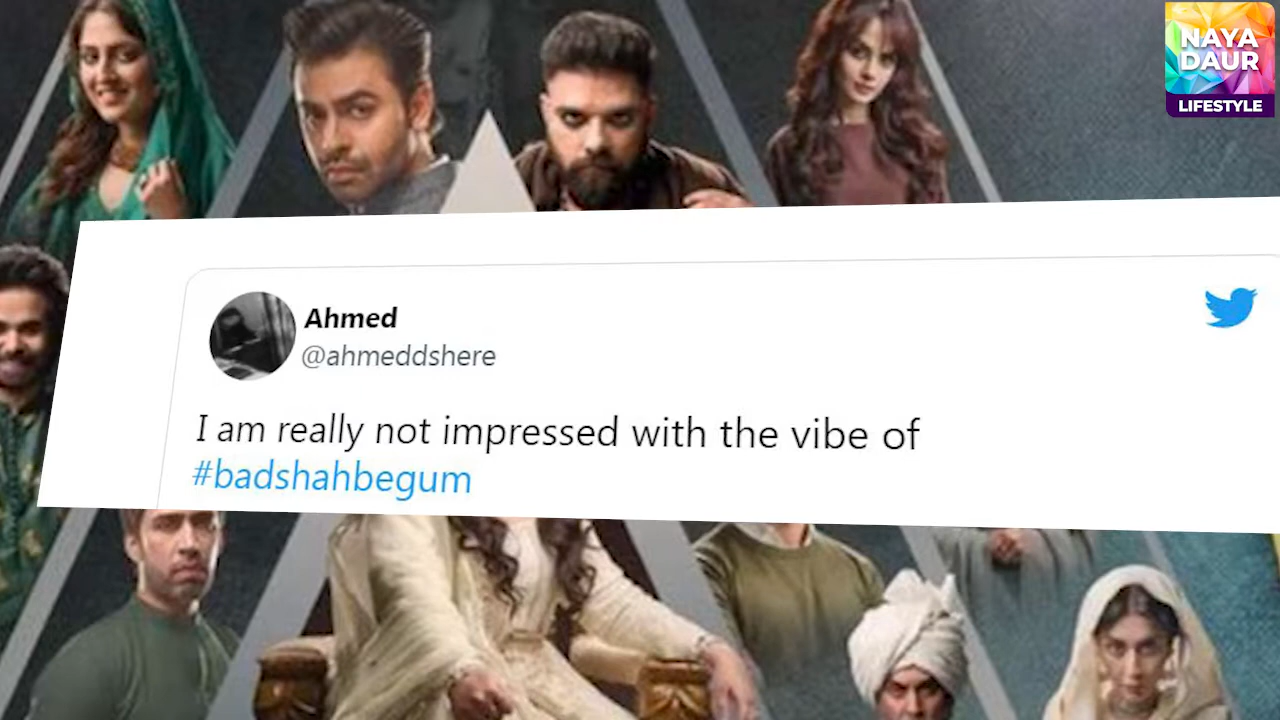 NAYA
DAUR
LIFESTYLE
Ahmed
@ahmeddshere
I am really not impressed with the vibe of
#badshahbegum